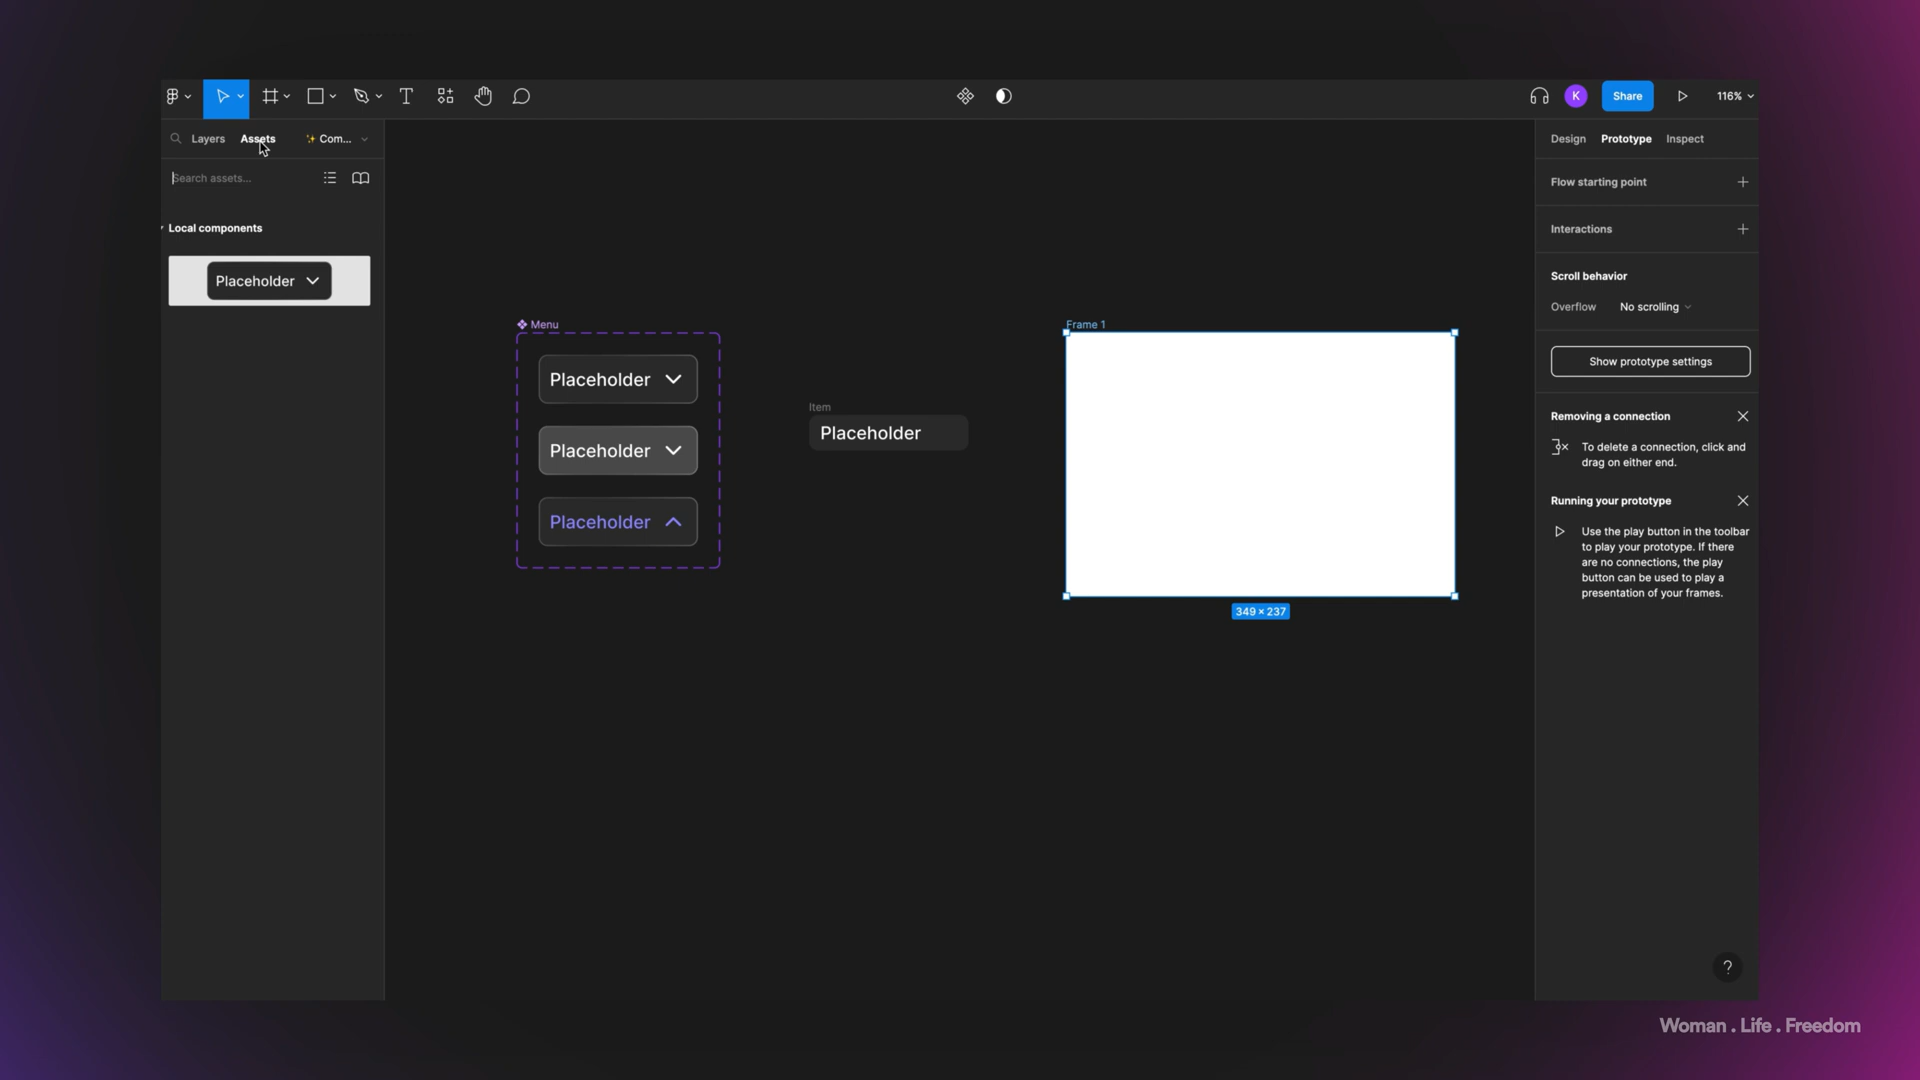 K
Share
116%
Layers
Assets
✨ Com...
Search assets...
Local components
Placeholder
Menu
Placeholder
Placeholder
Placeholder
Item
Placeholder
Frame 1
349 × 237
Design
Prototype
Inspect
Flow starting point
Interactions
Scroll behavior
Overflow
No scrolling
Show prototype settings
Removing a connection
To delete a connection, click and
drag on either end.
Running your prototype
Use the play button in the toolbar
to play your prototype. If there
are no connections, the play
button can be used to play a
presentation of your frames.
?
Woman . Life . Freedom